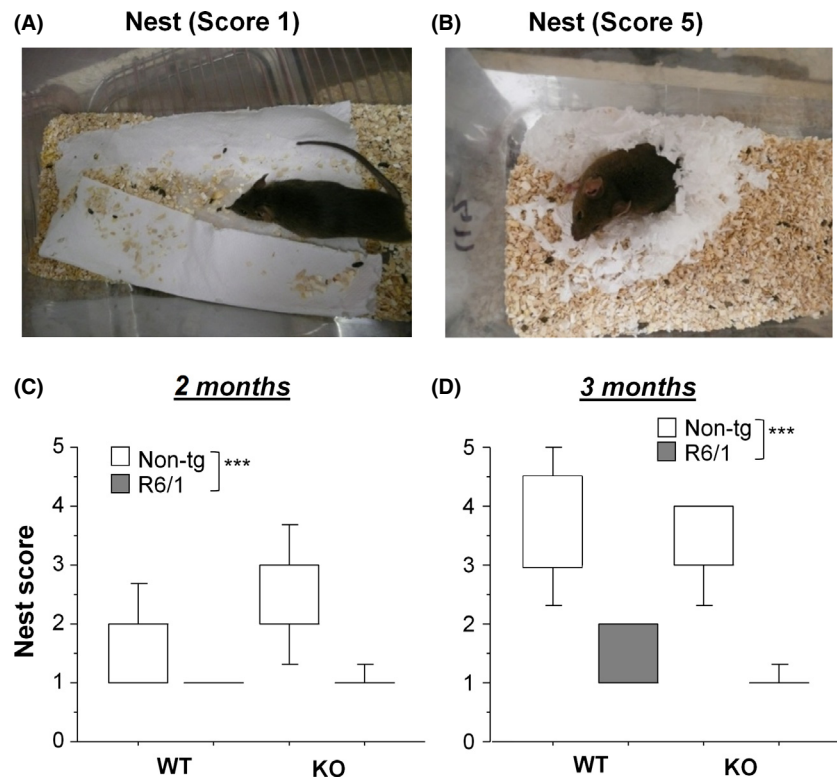 (A) Nest (Score 1)
(B) Nest (Score 5)
(C) 2 months
Nest score
5
4
3
2
1
0
Non-tg
R6/1
***
WT KO
(D) 3 months
5
4
3
2
1
0
Non-tg
R6/1
***
WT KO